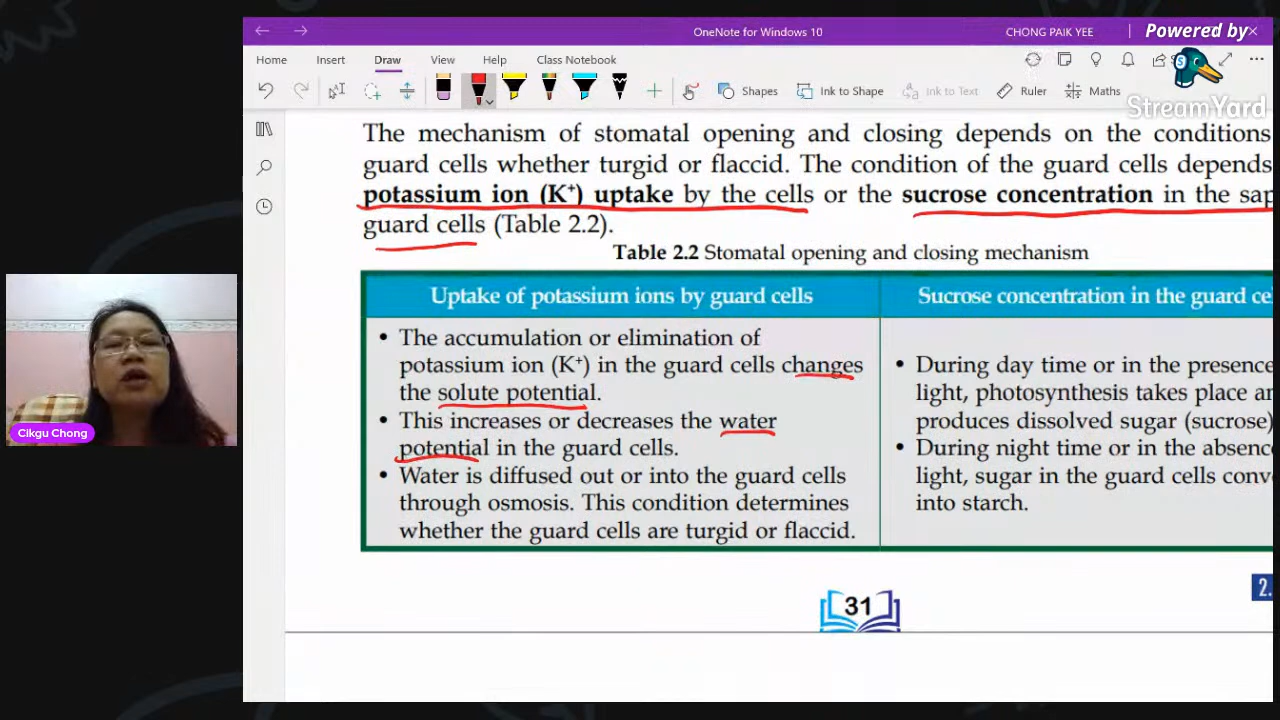 OneNote for Windows 10
CHONG PAIK YEE
Powered by
Home Insert Draw View Help Class Notebook
StreamYard
Shapes Ink to Shape Ink to Text Ruler Maths
The mechanism of stomatal opening and closing depends on the conditions
guard cells whether turgid or flaccid. The condition of the guard cells depends
potassium ion (K⁺) uptake by the cells or the sucrose concentration in the sap
guard cells (Table 2.2).
Table 2.2 Stomatal opening and closing mechanism
Uptake of potassium ions by guard cells
• The accumulation or elimination of
potassium ion (K⁺) in the guard cells changes
the solute potential.
• This increases or decreases the water
potential in the guard cells.
• Water is diffused out or into the guard cells
through osmosis. This condition determines
whether the guard cells are turgid or flaccid.
Sucrose concentration in the guard ce
• During day time or in the presence
light, photosynthesis takes place an
produces dissolved sugar (sucrose)
• During night time or in the absence
light, sugar in the guard cells conv
into starch.
Cikgu Chong
31
2.